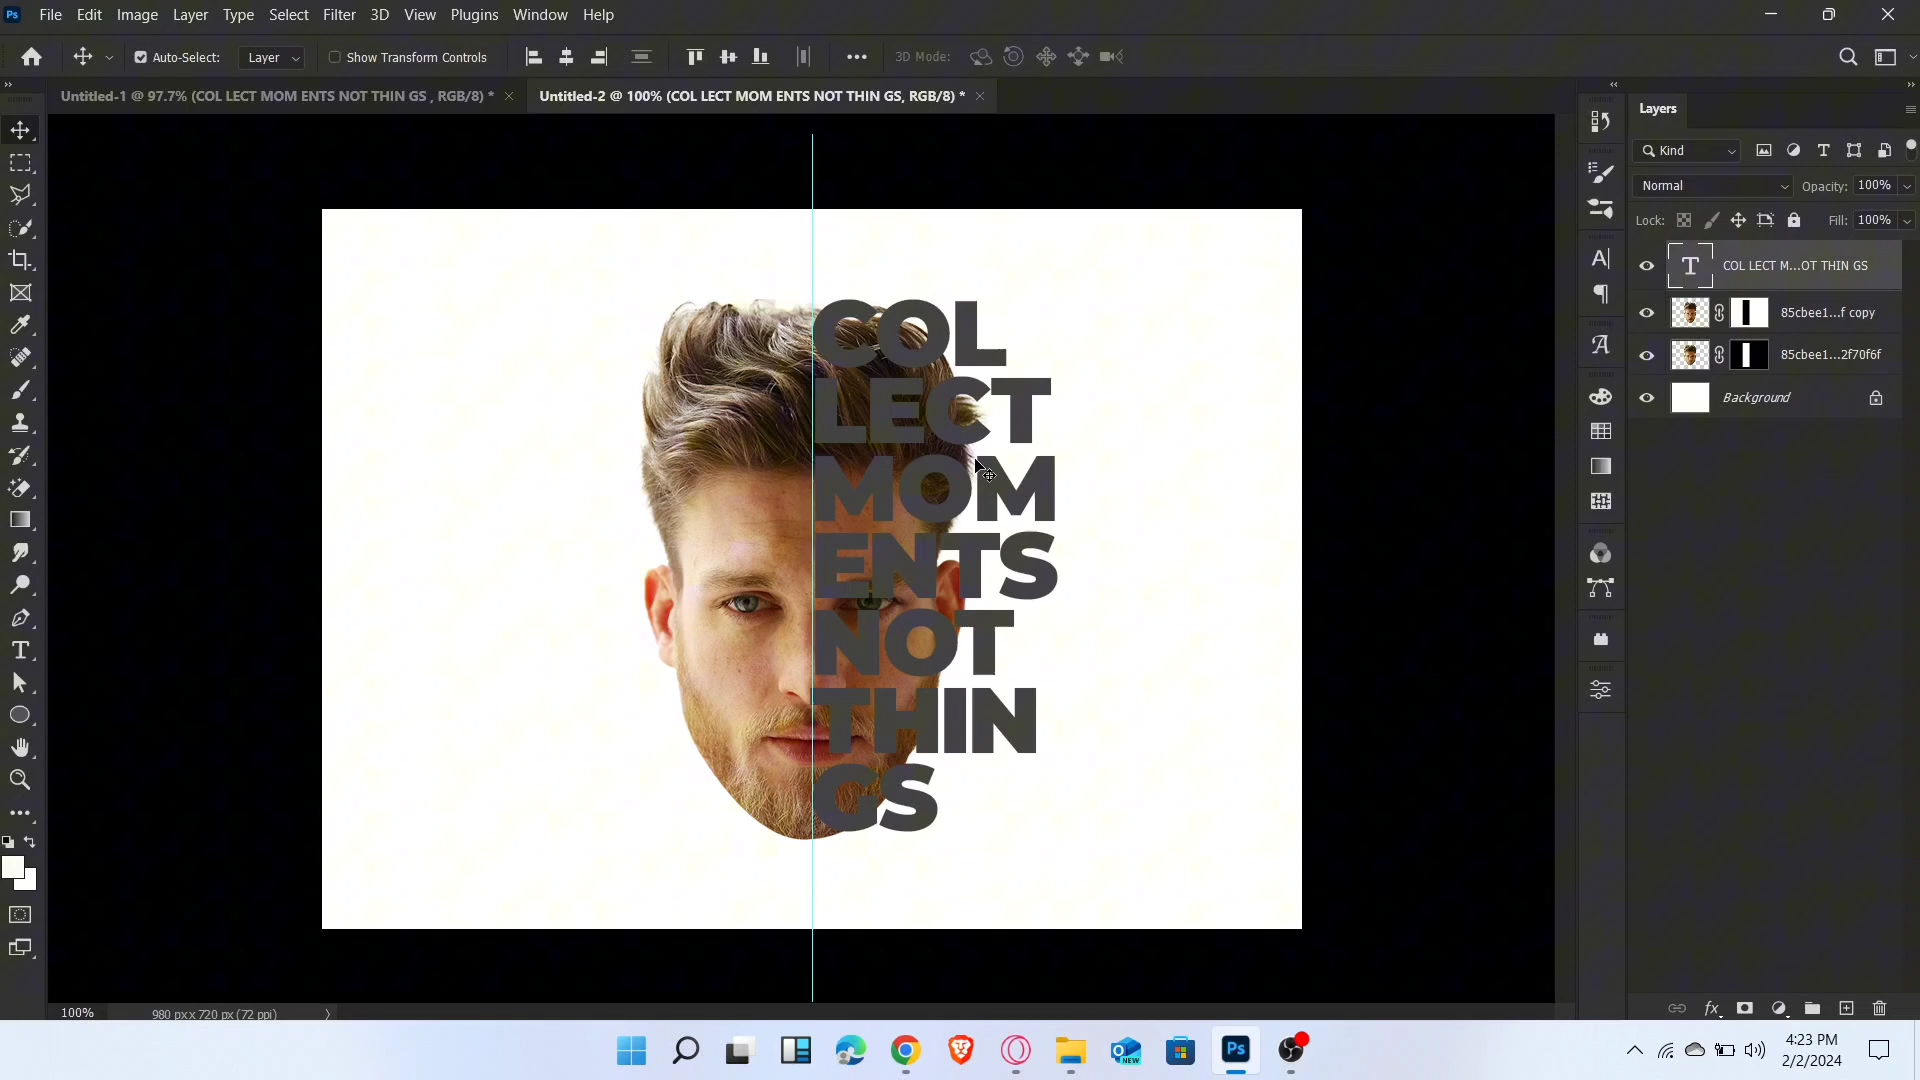 Ps File Edit Image Layer Type Select Filter 3D View Plugins Window Help
Auto-Select: Layer Show Transform Controls 3D Mode:
Untitled-1 @ 97.7% (COL LECT MOM ENTS NOT THIN GS , RGB/8) * Untitled-2 @ 100% (COL LECT MOM ENTS NOT THIN GS, RGB/8) *
COL
LECT
MOM
ENTS
NOT
THIN
GS
100% 980 px x 720 px (72 ppi)
Layers
Kind
Normal Opacity: 100%
Lock: Fill: 100%
COL LECT M...OT THIN GS
85cbee1...f copy
85cbee1...2f70f6f
Background
fx
NEW
Ps
4:23 PM
2/2/2024